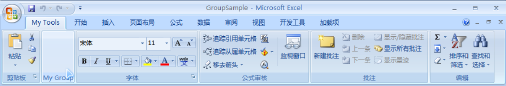 GroupSample - Microsoft Excel
My Tools 开始 插入 页面布局 公式 数据 审阅 视图 开发工具 加载项
粘贴
宋体 11
B I U
追踪引用单元格
追踪从属单元格
移去箭头
监视窗口
新建批注
删除
上一条
下一条
显示/隐藏批注
显示所有批注
显示墨迹
排序和筛选
查找和选择
剪贴板 My Group 字体 公式审核 批注 编辑